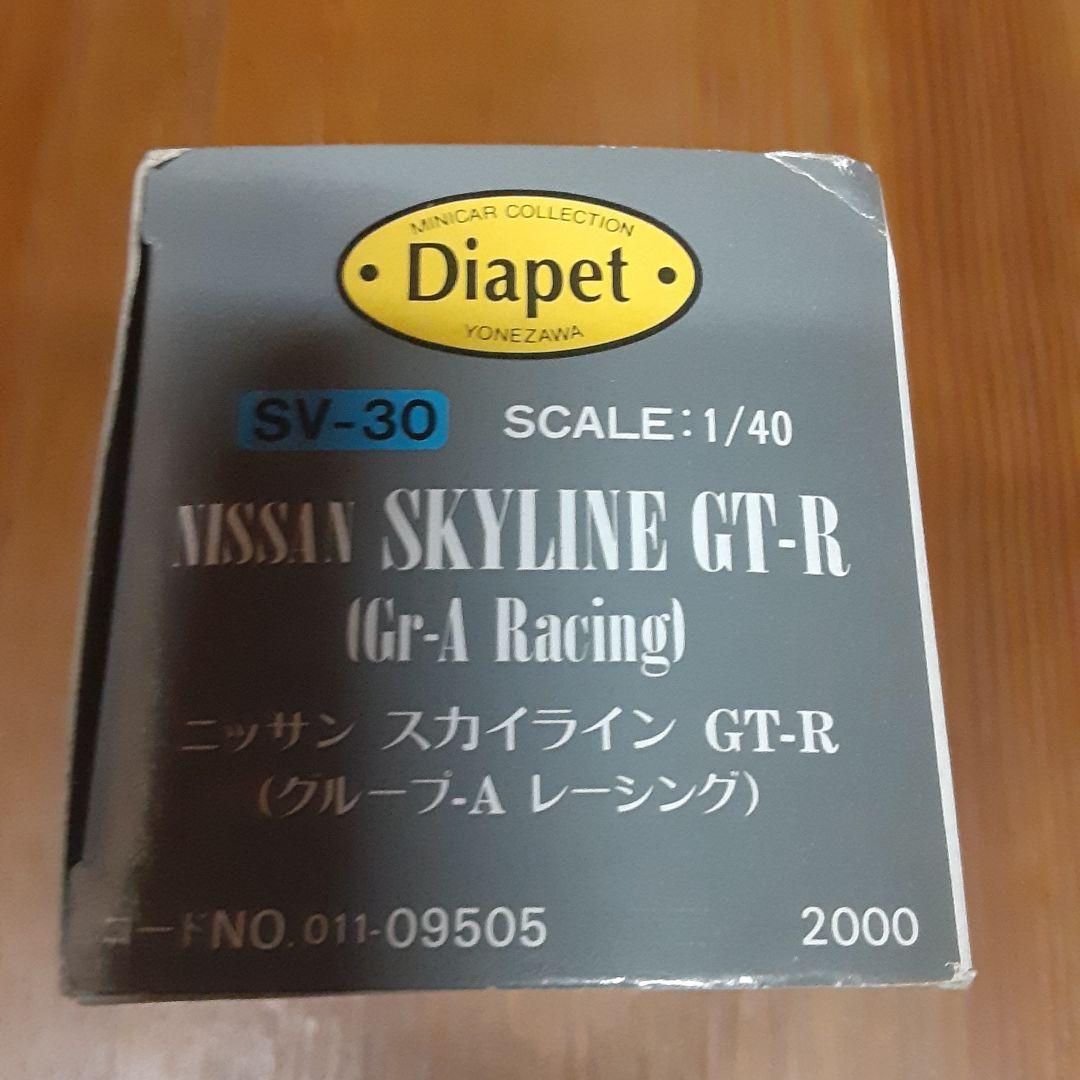 MINICAR COLLECTION
• Diapet •
YONEZAWA
SV-30 SCALE:1/40
NISSAN SKYLINE GT-R
(Gr-A Racing)
ニッサン スカイライン GT-R
(グループ-A レーシング)
コードNO. 011-09505 2000